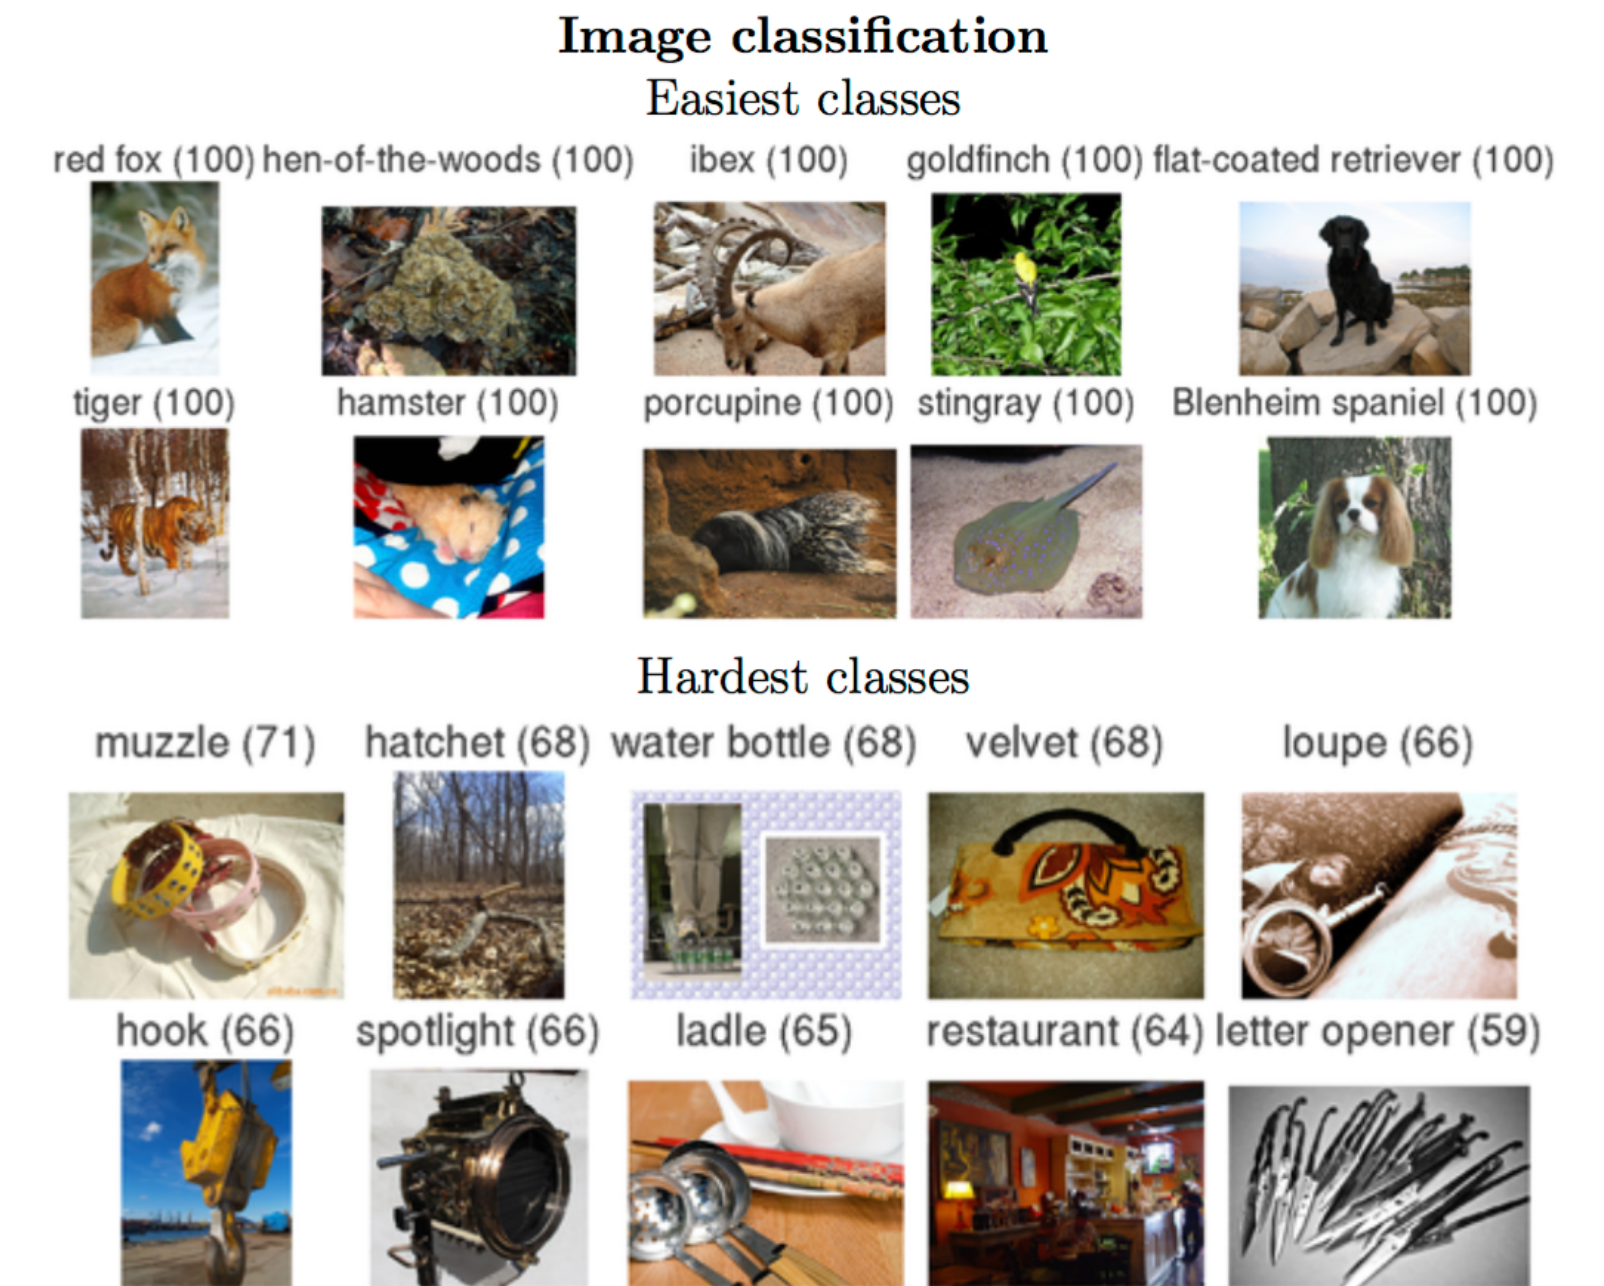 Image classification
Easiest classes
red fox (100) hen-of-the-woods (100) ibex (100) goldfinch (100) flat-coated retriever (100)
tiger (100) hamster (100) porcupine (100) stingray (100) Blenheim spaniel (100)
Hardest classes
muzzle (71) hatchet (68) water bottle (68) velvet (68) loupe (66)
hook (66) spotlight (66) ladle (65) restaurant (64) letter opener (59)